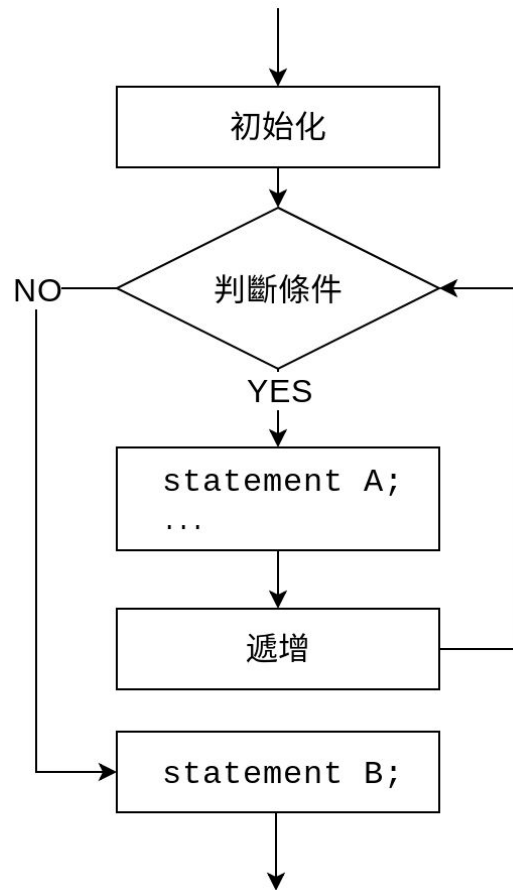 初始化
判斷條件
NO
YES
statement A;
...
遞增
statement B;